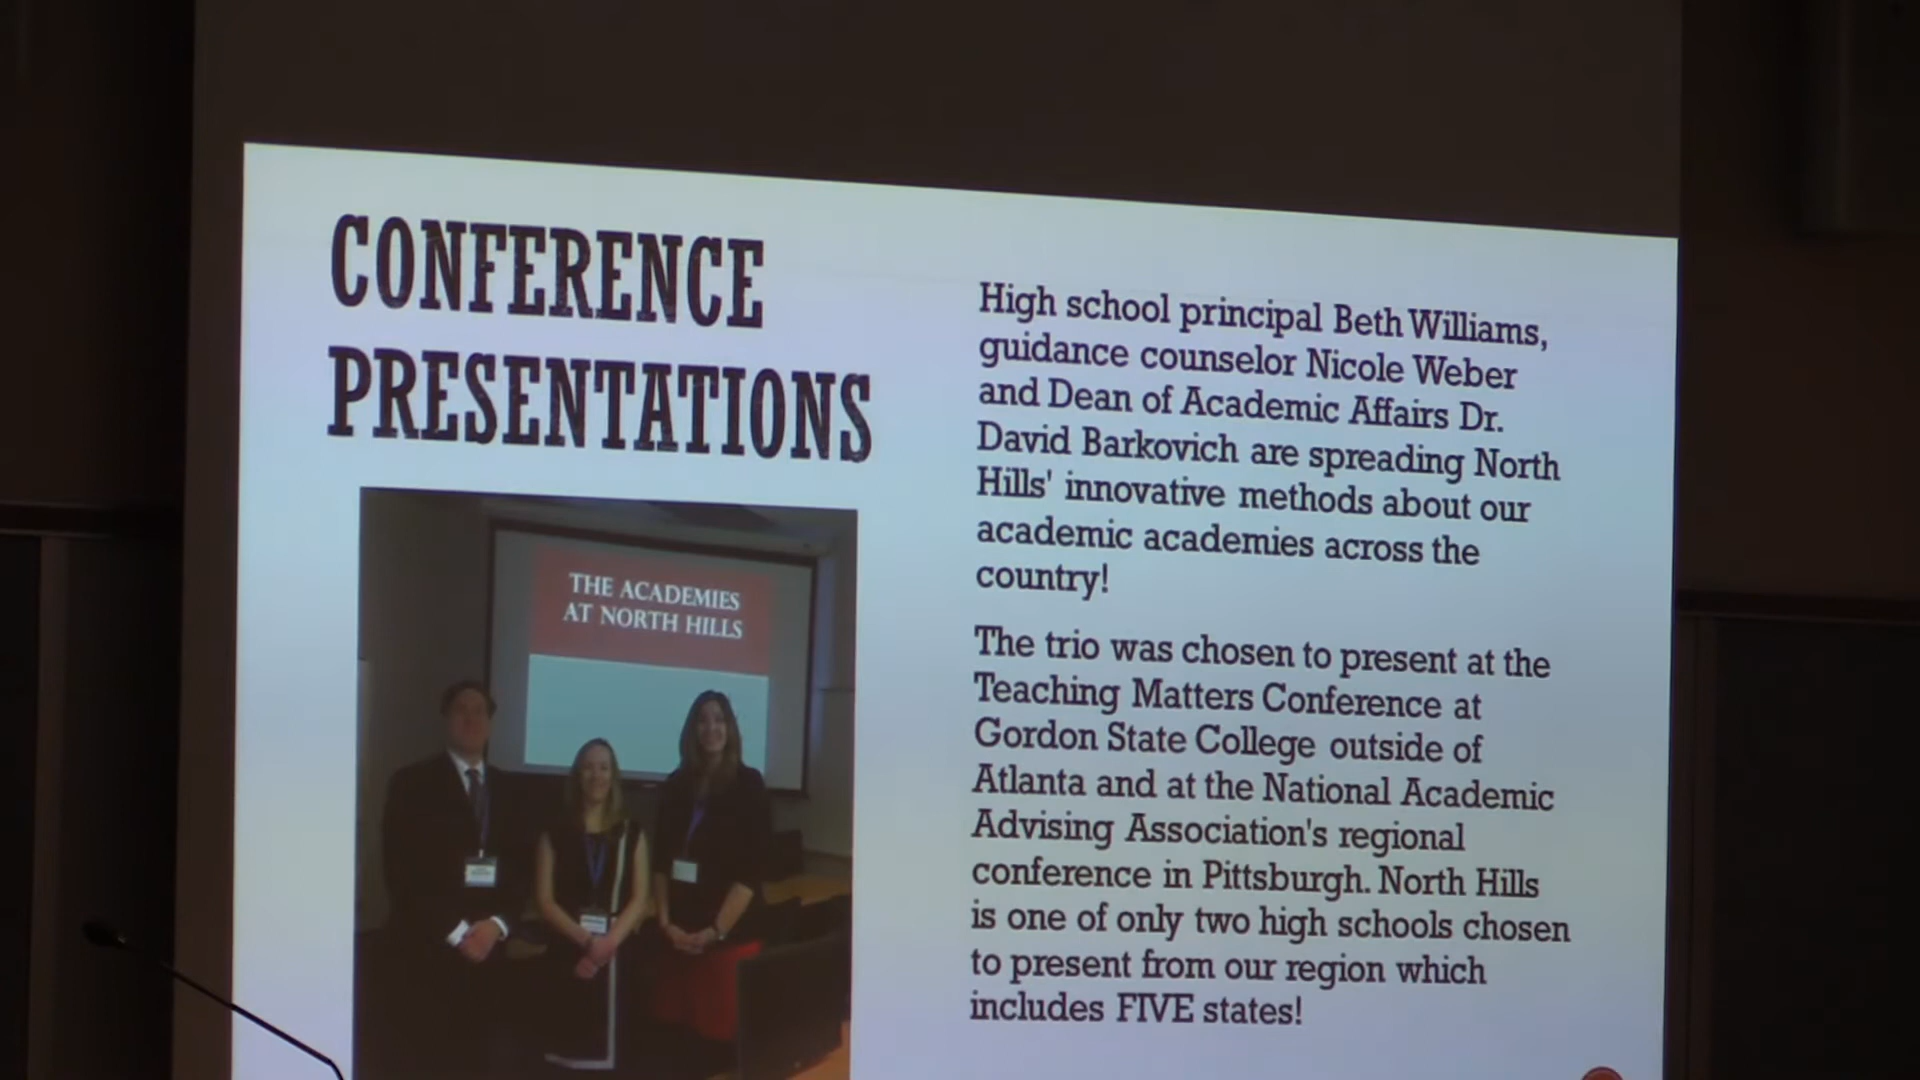 CONFERENCE
PRESENTATIONS
THE ACADEMIES
AT NORTH HILLS
High school principal Beth Williams,
guidance counselor Nicole Weber
and Dean of Academic Affairs Dr.
David Barkovich are spreading North
Hills' innovative methods about our
academic academies across the
country!
The trio was chosen to present at the
Teaching Matters Conference at
Gordon State College outside of
Atlanta and at the National Academic
Advising Association's regional
conference in Pittsburgh. North Hills
is one of only two high schools chosen
to present from our region which
includes FIVE states!